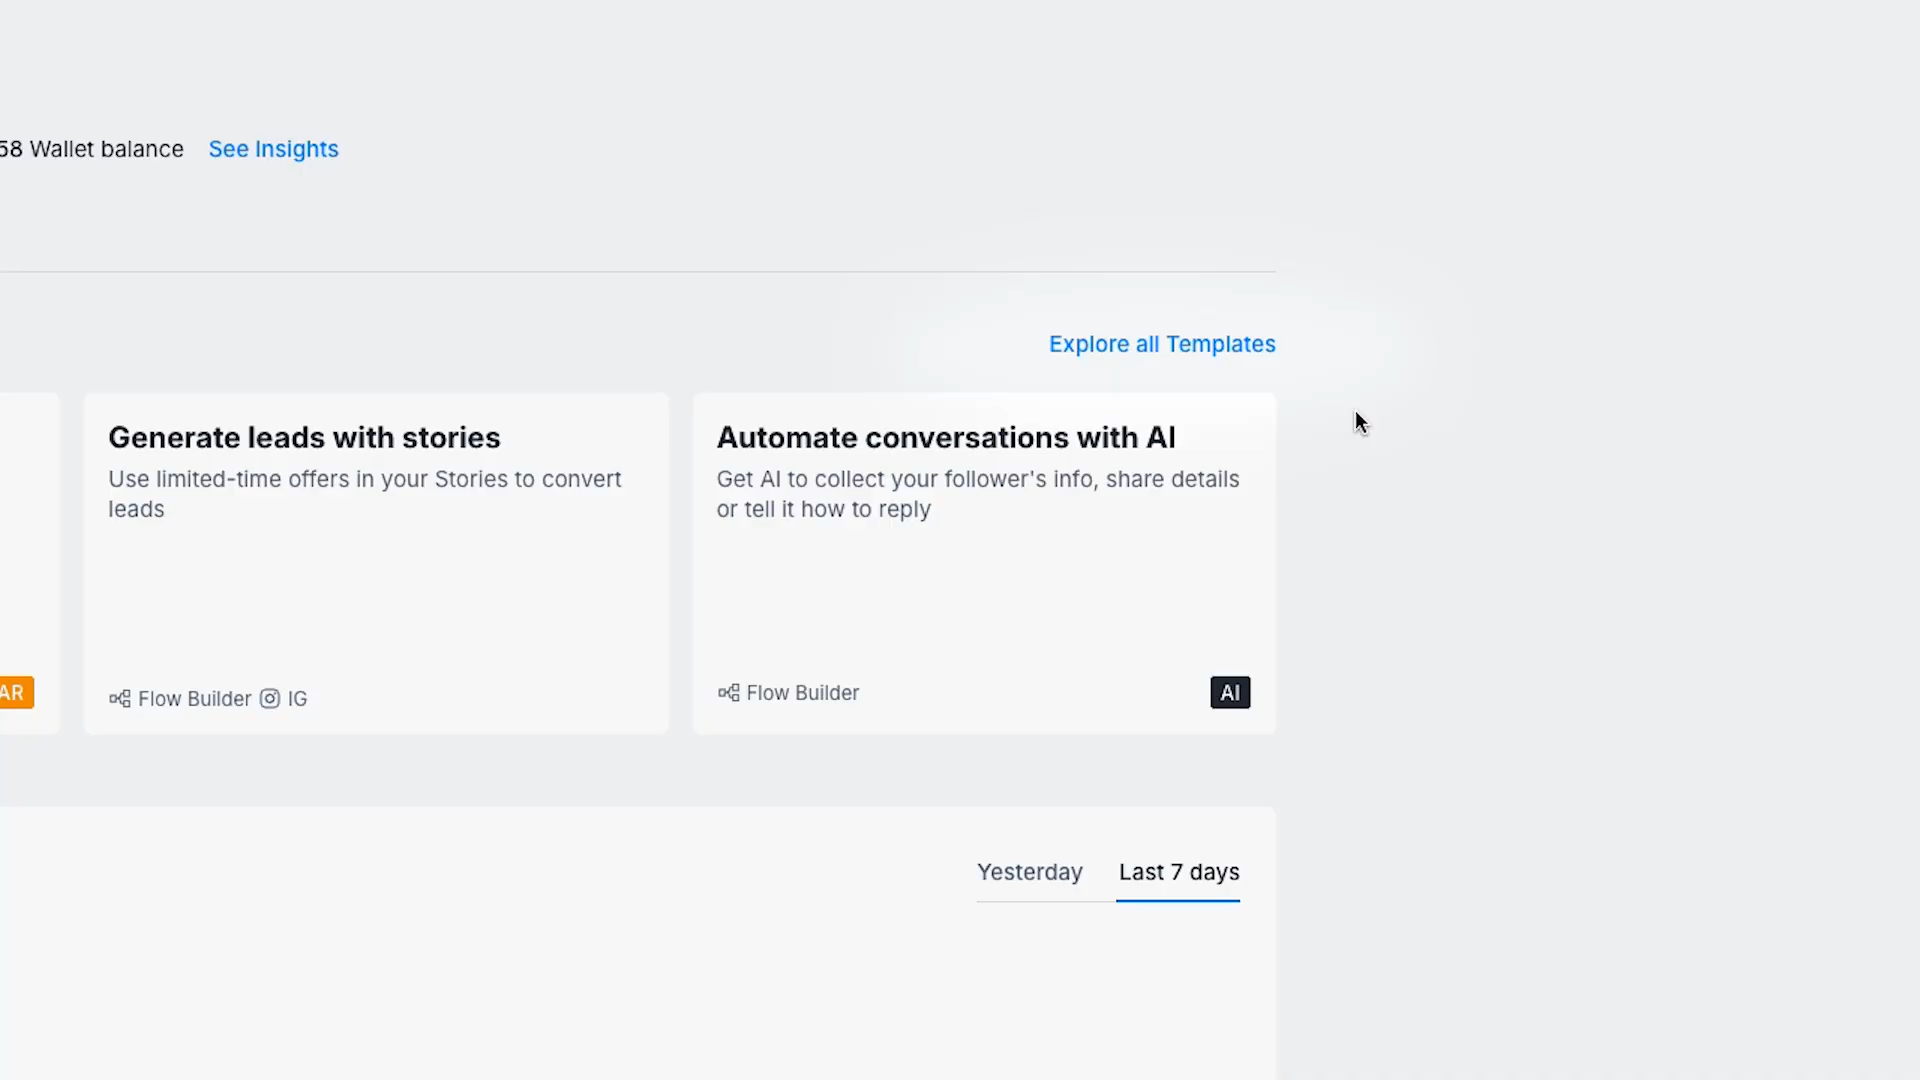 58 Wallet balance See Insights
Explore all Templates
Generate leads with stories
Use limited-time offers in your Stories to convert
leads
Flow Builder IG
Automate conversations with AI
Get AI to collect your follower's info, share details
or tell it how to reply
Flow Builder AI
AR
Yesterday Last 7 days